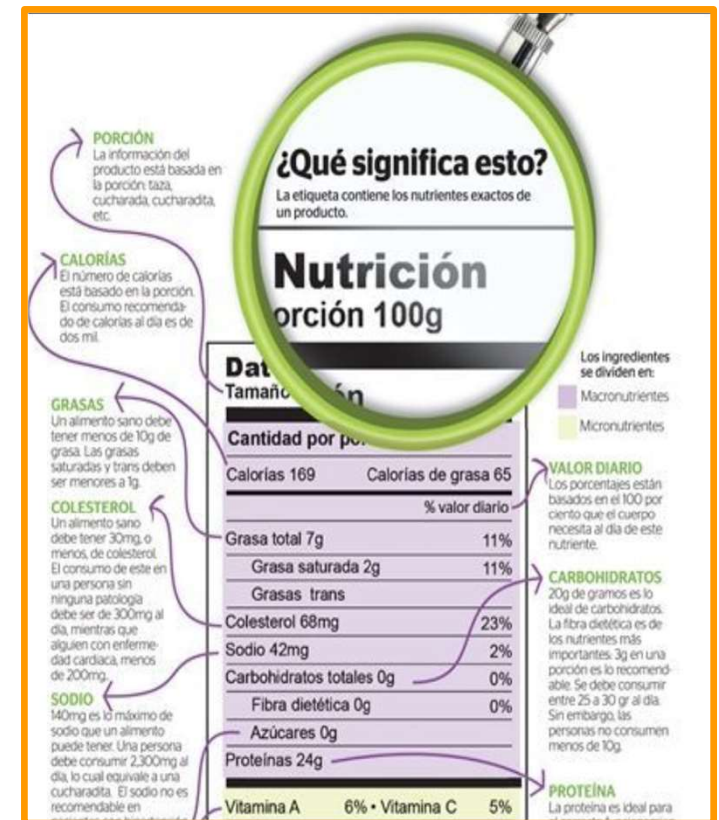 ¿Qué significa esto?
La etiqueta contiene los nutrientes exactos de
un producto.
Nutrición
orción 100g
PORCIÓN
La información del
producto está basada en
la porción: taza,
cucharada, cucharadita,
etc.
CALORÍAS
El número de calorías
está basado en la porción.
El consumo recomenda-
do de calorías al día es de
dos mil.
GRASAS
Un alimento sano debe
tener menos de 10g de
grasa. Las grasas
saturadas y trans deben
ser menores a 1g.
COLESTEROL
Un alimento sano
debe tener 30mg, o
menos, de colesterol.
El consumo de este en
una persona sin
ninguna patología
debe ser de 300mg al
día, mientras que
alguien con enferme-
dad cardiaca, menos
de 200mg.
SODIO
140mg es lo máximo de
sodio que un alimento
puede tener. Una persona
debe consumir 2,300mg al
día, lo cual equivale a una
cucharadita. El sodio no es
recomendable en
Dat
Tamaño
Cantidad por po
Calorías 169 Calorías de grasa 65
% valor diario
Grasa total 7g 11%
Grasa saturada 2g 11%
Grasas trans
Colesterol 68mg 23%
Sodio 42mg 2%
Carbohidratos totales 0g 0%
Fibra dietética 0g 0%
Azúcares 0g
Proteínas 24g
Vitamina A 6% • Vitamina C 5%
Los ingredientes
se dividen en:
Macronutrientes
Micronutrientes
VALOR DIARIO
Los porcentajes están
basados en el 100 por
ciento que el cuerpo
necesita al día de este
nutriente.
CARBOHIDRATOS
20g de gramos es lo
ideal de carbohidratos.
La fibra dietética es de
los nutrientes más
importantes: 3g en una
porción es lo recomend-
able. Se debe consumir
entre 25 a 30 gr al día.
Sin embargo, las
personas no consumen
menos de 10g.
PROTEÍNA
La proteína es ideal para